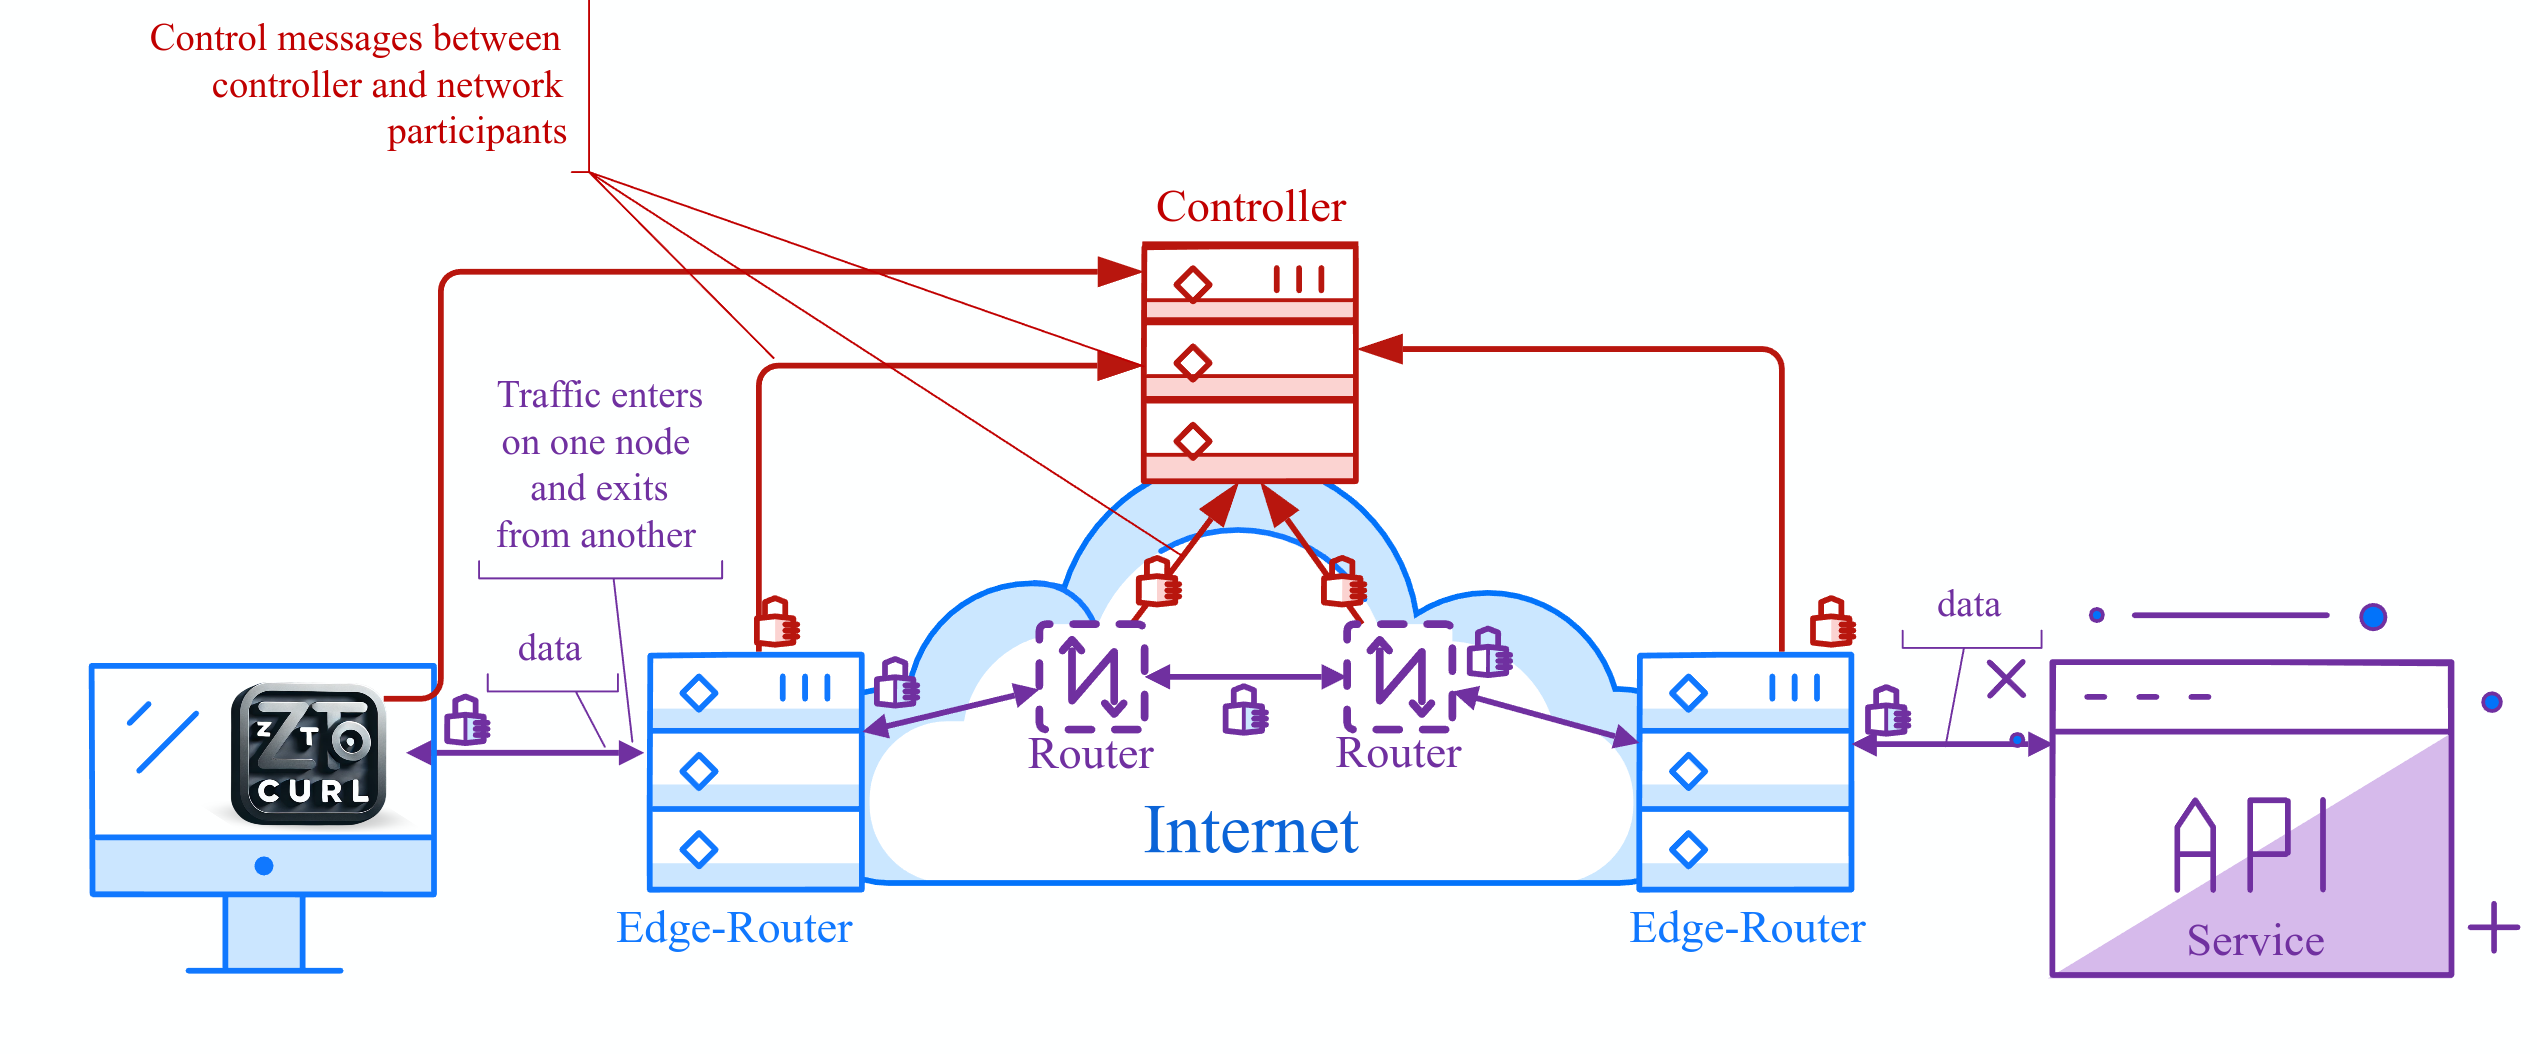 Control messages between
controller and network
participants
Controller
Traffic enters
on one node
and exits
from another
data
data
ZT
Z T
CURL
Router
Router
Internet
API
Service
Edge-Router
Edge-Router